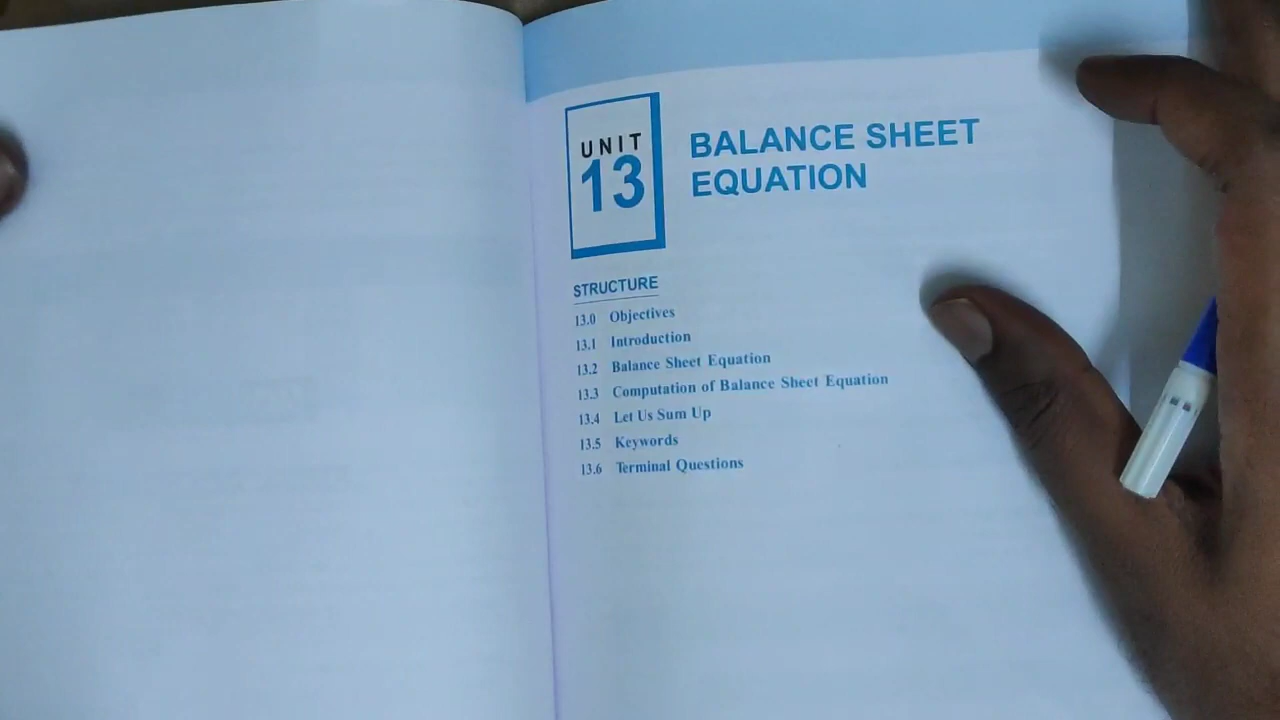 UNIT
13
BALANCE SHEET
EQUATION
STRUCTURE
13.0 Objectives
13.1 Introduction
13.2 Balance Sheet Equation
13.3 Computation of Balance Sheet Equation
13.4 Let Us Sum Up
13.5 Keywords
13.6 Terminal Questions